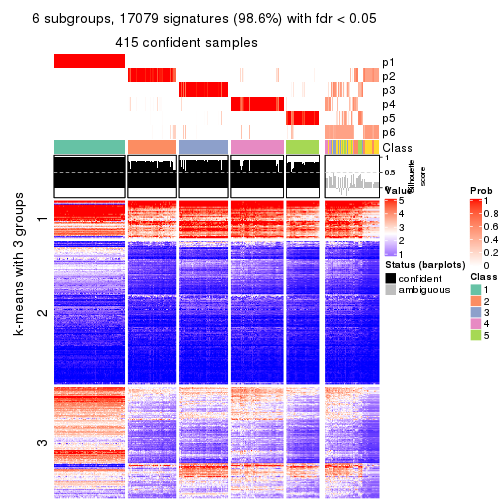 6 subgroups, 17079 signatures (98.6%) with fdr < 0.05
415 confident samples
p1
p2
p3
p4
p5
p6
Class
1
0.5
0
Silhouette
score
k-means with 3 groups
1
2
3
Value
5
4
3
2
1
Status (barplots)
confident
ambiguous
Prob
1
0.8
0.6
0.4
0.2
0
Class
1
2
3
4
5